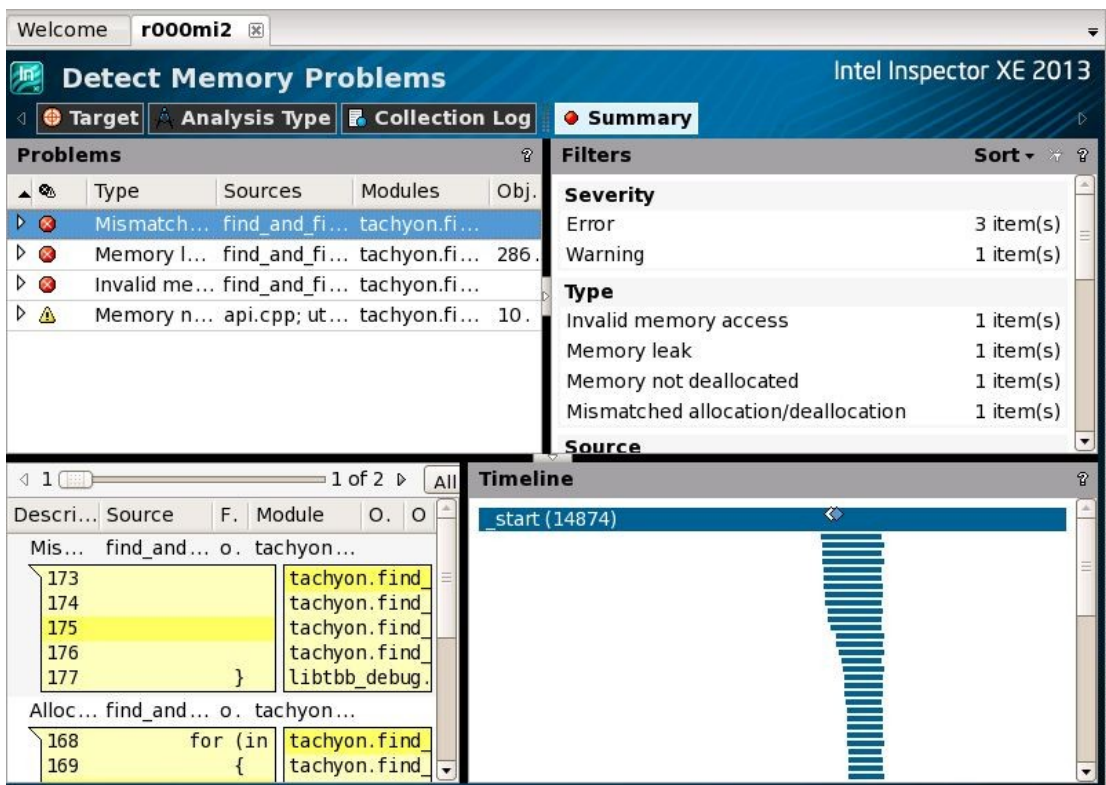 Welcome r000mi2
Detect Memory Problems Intel Inspector XE 2013
Target Analysis Type Collection Log Summary
Problems ?
Type Sources Modules Obj.
Mismatch... find_and_fi... tachyon.fi...
Memory l... find_and_fi... tachyon.fi... 286.
Invalid me... find_and_fi... tachyon.fi...
Memory n... api.cpp; ut... tachyon.fi... 10.
Filters Sort ?
Severity
Error 3 item(s)
Warning 1 item(s)
Type
Invalid memory access 1 item(s)
Memory leak 1 item(s)
Memory not deallocated 1 item(s)
Mismatched allocation/deallocation 1 item(s)
Source
1 1 of 2 All
Descri... Source F. Module O. O
Mis... find_and... o. tachyon...
173 tachyon.find_
174 tachyon.find_
175 tachyon.find_
176 tachyon.find_
177 } libtbb_debug.
Alloc... find_and... o. tachyon...
168 for (in tachyon.find_
169 { tachyon.find_
Timeline ?
_start (14874)